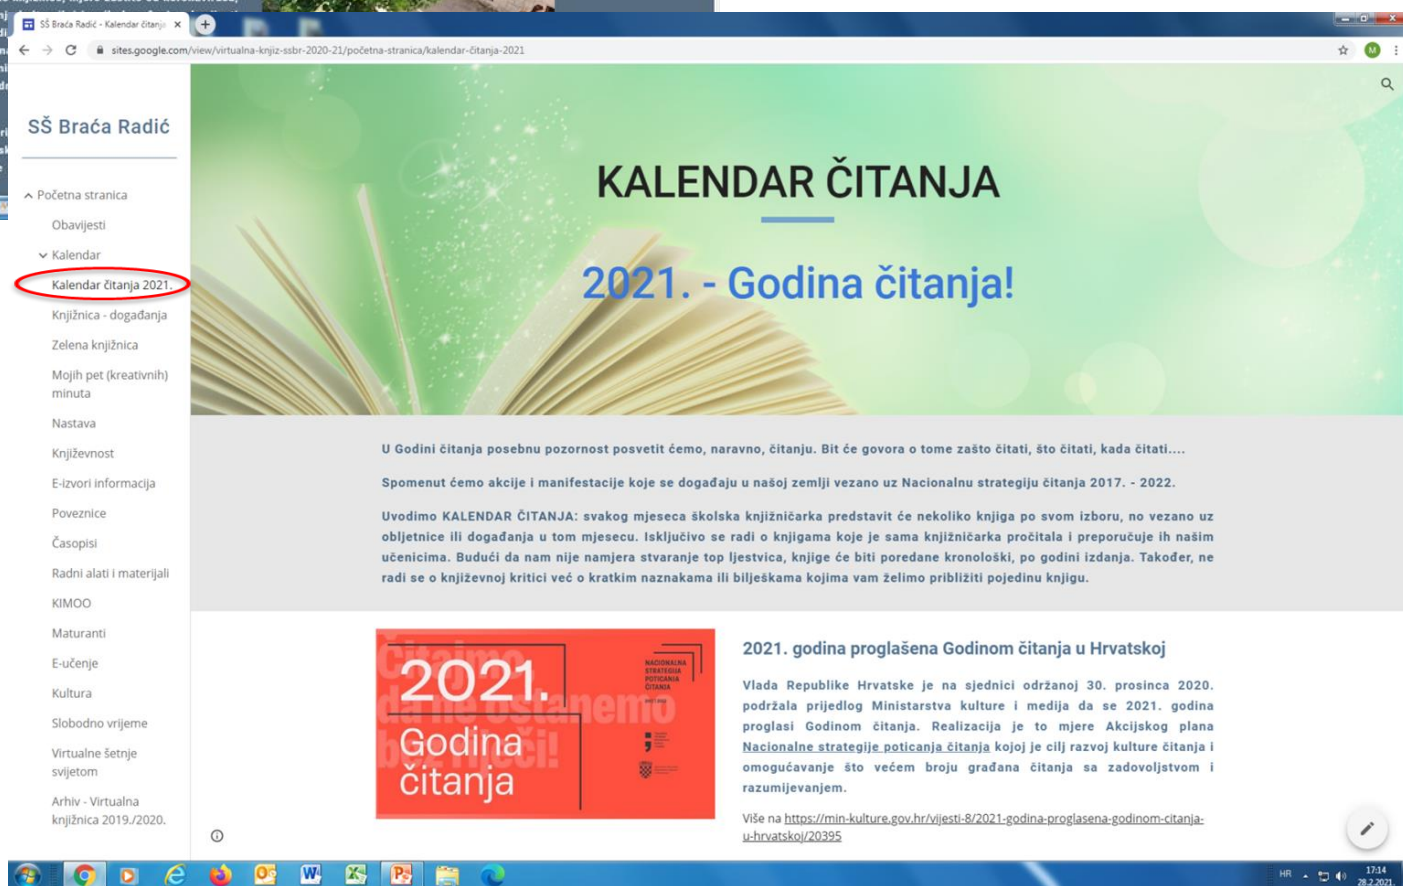 SŠ Braća Radić - Kalendar čitanja
sites.google.com/view/virtualna-knjiz-ssbr-2020-21/početna-stranica/kalendar-čitanja-2021
M
SŠ Braća Radić
Početna stranica
Obavijesti
Kalendar
Kalendar čitanja 2021.
Knjižnica - događanja
Zelena knjižnica
Mojih pet (kreativnih)
minuta
Nastava
Književnost
E-izvori informacija
Poveznice
Časopisi
Radni alati i materijali
KIMOO
Maturanti
E-učenje
Kultura
Slobodno vrijeme
Virtualne šetnje
svijetom
Arhiv - Virtualna
knjižnica 2019./2020.
KALENDAR ČITANJA
2021. - Godina čitanja!
U Godini čitanja posebnu pozornost posvetit ćemo, naravno, čitanju. Bit će govora o tome zašto čitati, što čitati, kada čitati....
Spomenut ćemo akcije i manifestacije koje se događaju u našoj zemlji vezano uz Nacionalnu strategiju čitanja 2017. - 2022.
Uvodimo KALENDAR ČITANJA: svakog mjeseca školska knjižničarka predstavit će nekoliko knjiga po svom izboru, no vezano uz
obljetnice ili događanja u tom mjesecu. Isključivo se radi o knjigama koje je sama knjižničarka pročitala i preporučuje ih našim
učenicima. Budući da nam nije namjera stvaranje top ljestvica, knjige će biti poredane kronološki, po godini izdanja. Također, ne
radi se o književnoj kritici već o kratkim naznakama ili bilješkama kojima vam želimo približiti pojedinu knjigu.
Čitajmo,
da ne ostanemo
bez riječi!
2021.
Godina
čitanja
NACIONALNA
STRATEGIJA
POTICANJA
ČITANJA
2021. godina proglašena Godinom čitanja u Hrvatskoj
Vlada Republike Hrvatske je na sjednici održanoj 30. prosinca 2020.
podržala prijedlog Ministarstva kulture i medija da se 2021. godina
proglasi Godinom čitanja. Realizacija je to mjere Akcijskog plana
Nacionalne strategije poticanja čitanja kojoj je cilj razvoj kulture čitanja i
omogućavanje što većem broju građana čitanja sa zadovoljstvom i
razumijevanjem.
Više na https://min-kulture.gov.hr/vijesti-8/2021-godina-proglasena-godinom-citanja-
u-hrvatskoj/20395
HR
17:14
28.2.2021.